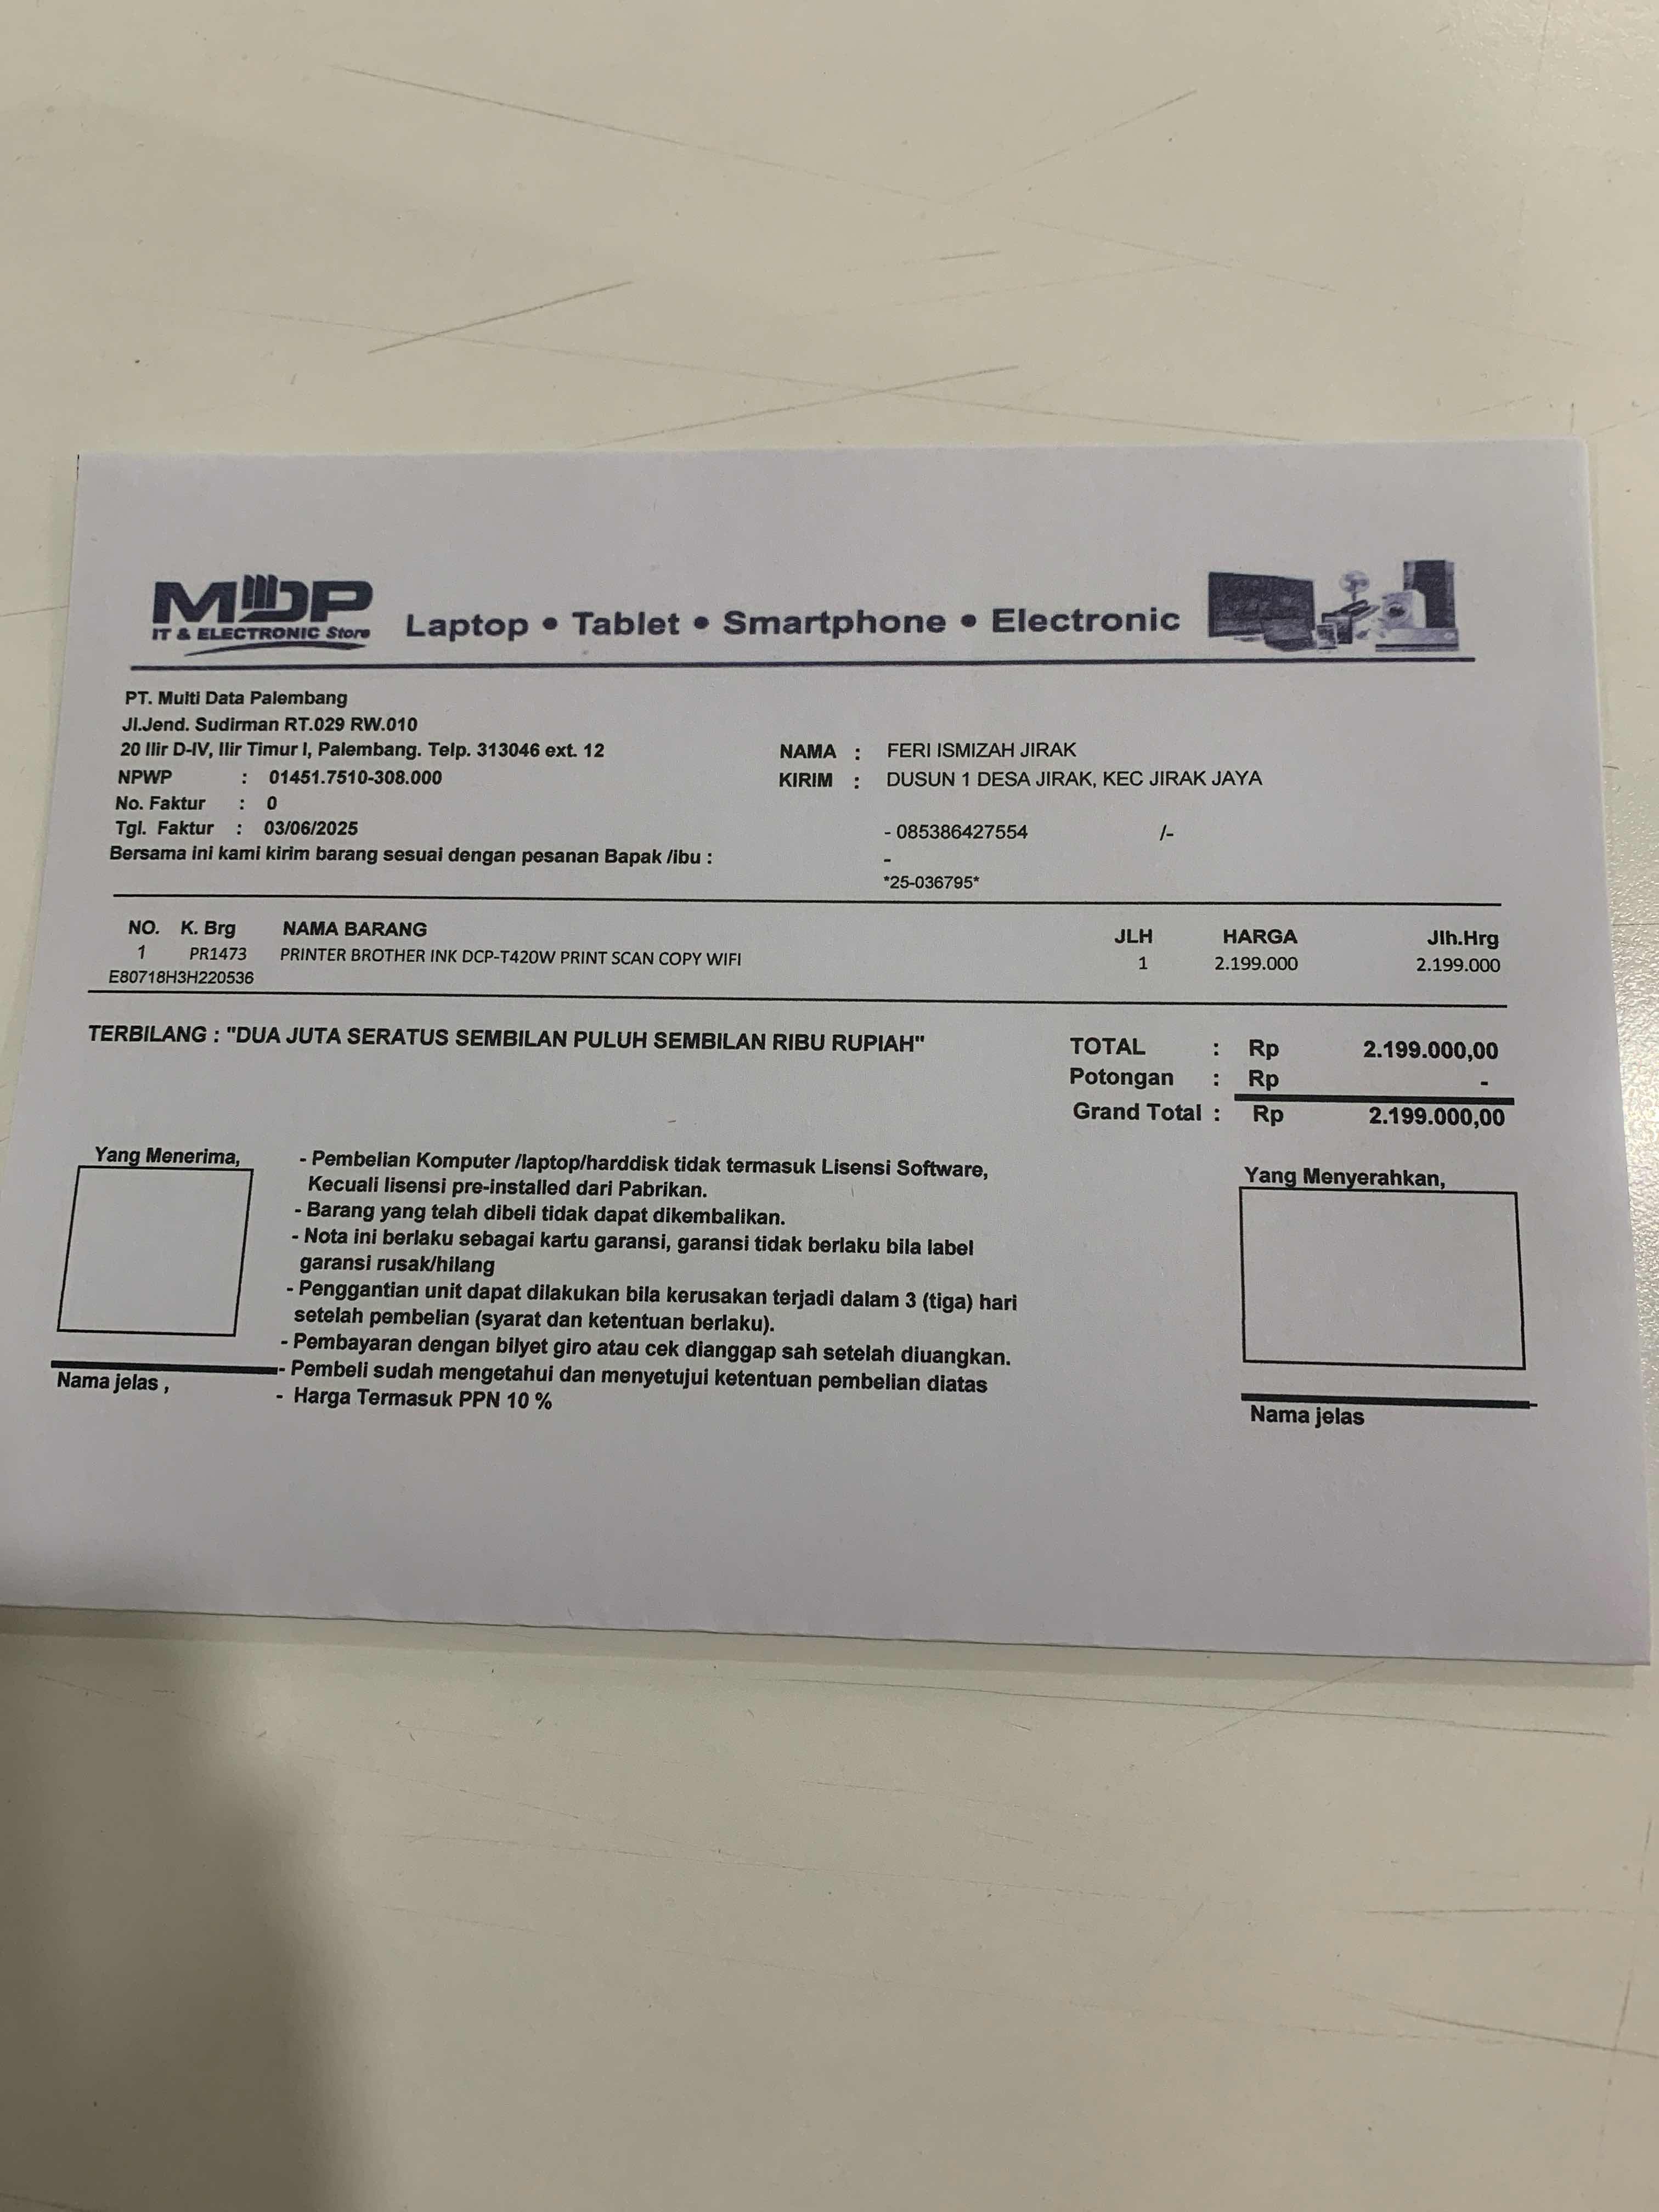 MDP
IT & ELECTRONIC Store
Laptop • Tablet • Smartphone • Electronic
PT. Multi Data Palembang
Jl.Jend. Sudirman RT.029 RW.010
20 Ilir D-IV, Ilir Timur I, Palembang. Telp. 313046 ext. 12
NPWP : 01451.7510-308.000
No. Faktur : 0
Tgl. Faktur : 03/06/2025
Bersama ini kami kirim barang sesuai dengan pesanan Bapak /ibu :
NAMA : FERI ISMIZAH JIRAK
KIRIM : DUSUN 1 DESA JIRAK, KEC JIRAK JAYA
- 085386427554 /-
-
*25-036795*
NO. K. Brg NAMA BARANG JLH HARGA Jlh.Hrg
1 PR1473 PRINTER BROTHER INK DCP-T420W PRINT SCAN COPY WIFI 1 2.199.000 2.199.000
E80718H3H220536
TERBILANG : "DUA JUTA SERATUS SEMBILAN PULUH SEMBILAN RIBU RUPIAH"
TOTAL : Rp 2.199.000,00
Potongan : Rp -
Grand Total : Rp 2.199.000,00
Yang Menerima,
- Pembelian Komputer /laptop/harddisk tidak termasuk Lisensi Software,
Kecuali lisensi pre-installed dari Pabrikan.
- Barang yang telah dibeli tidak dapat dikembalikan.
- Nota ini berlaku sebagai kartu garansi, garansi tidak berlaku bila label
garansi rusak/hilang
- Penggantian unit dapat dilakukan bila kerusakan terjadi dalam 3 (tiga) hari
setelah pembelian (syarat dan ketentuan berlaku).
- Pembayaran dengan bilyet giro atau cek dianggap sah setelah diuangkan.
- Pembeli sudah mengetahui dan menyetujui ketentuan pembelian diatas
- Harga Termasuk PPN 10 %
Nama jelas ,
Yang Menyerahkan,
Nama jelas